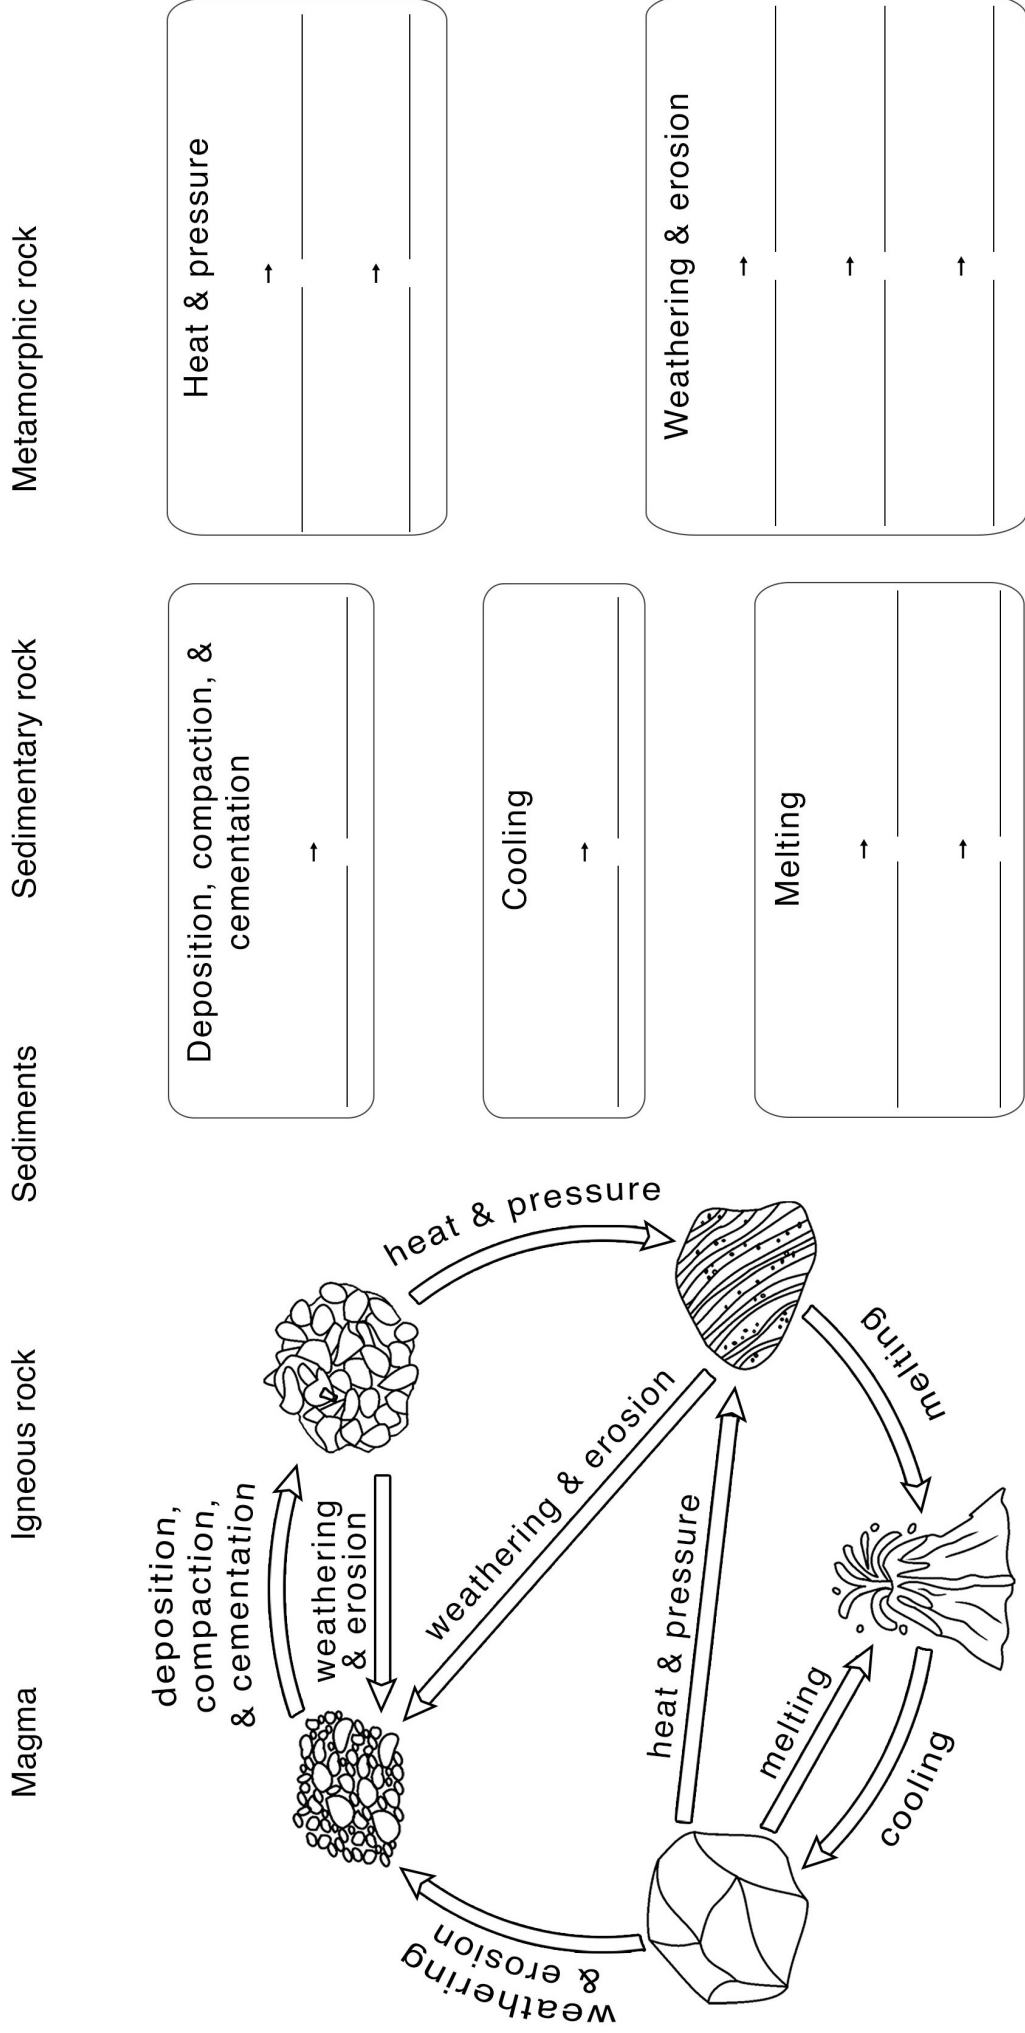 Magma
Igneous rock
Sediments
Sedimentary rock
Metamorphic rock
deposition,
compaction,
& cementation
weathering
& erosion
heat & pressure
weathering & erosion
weathering
& erosion
heat & pressure
melting
melting
cooling
Deposition, compaction, &
cementation
→
Cooling
→
Melting
→
→
Heat & pressure
→
→
Weathering & erosion
→
→
→